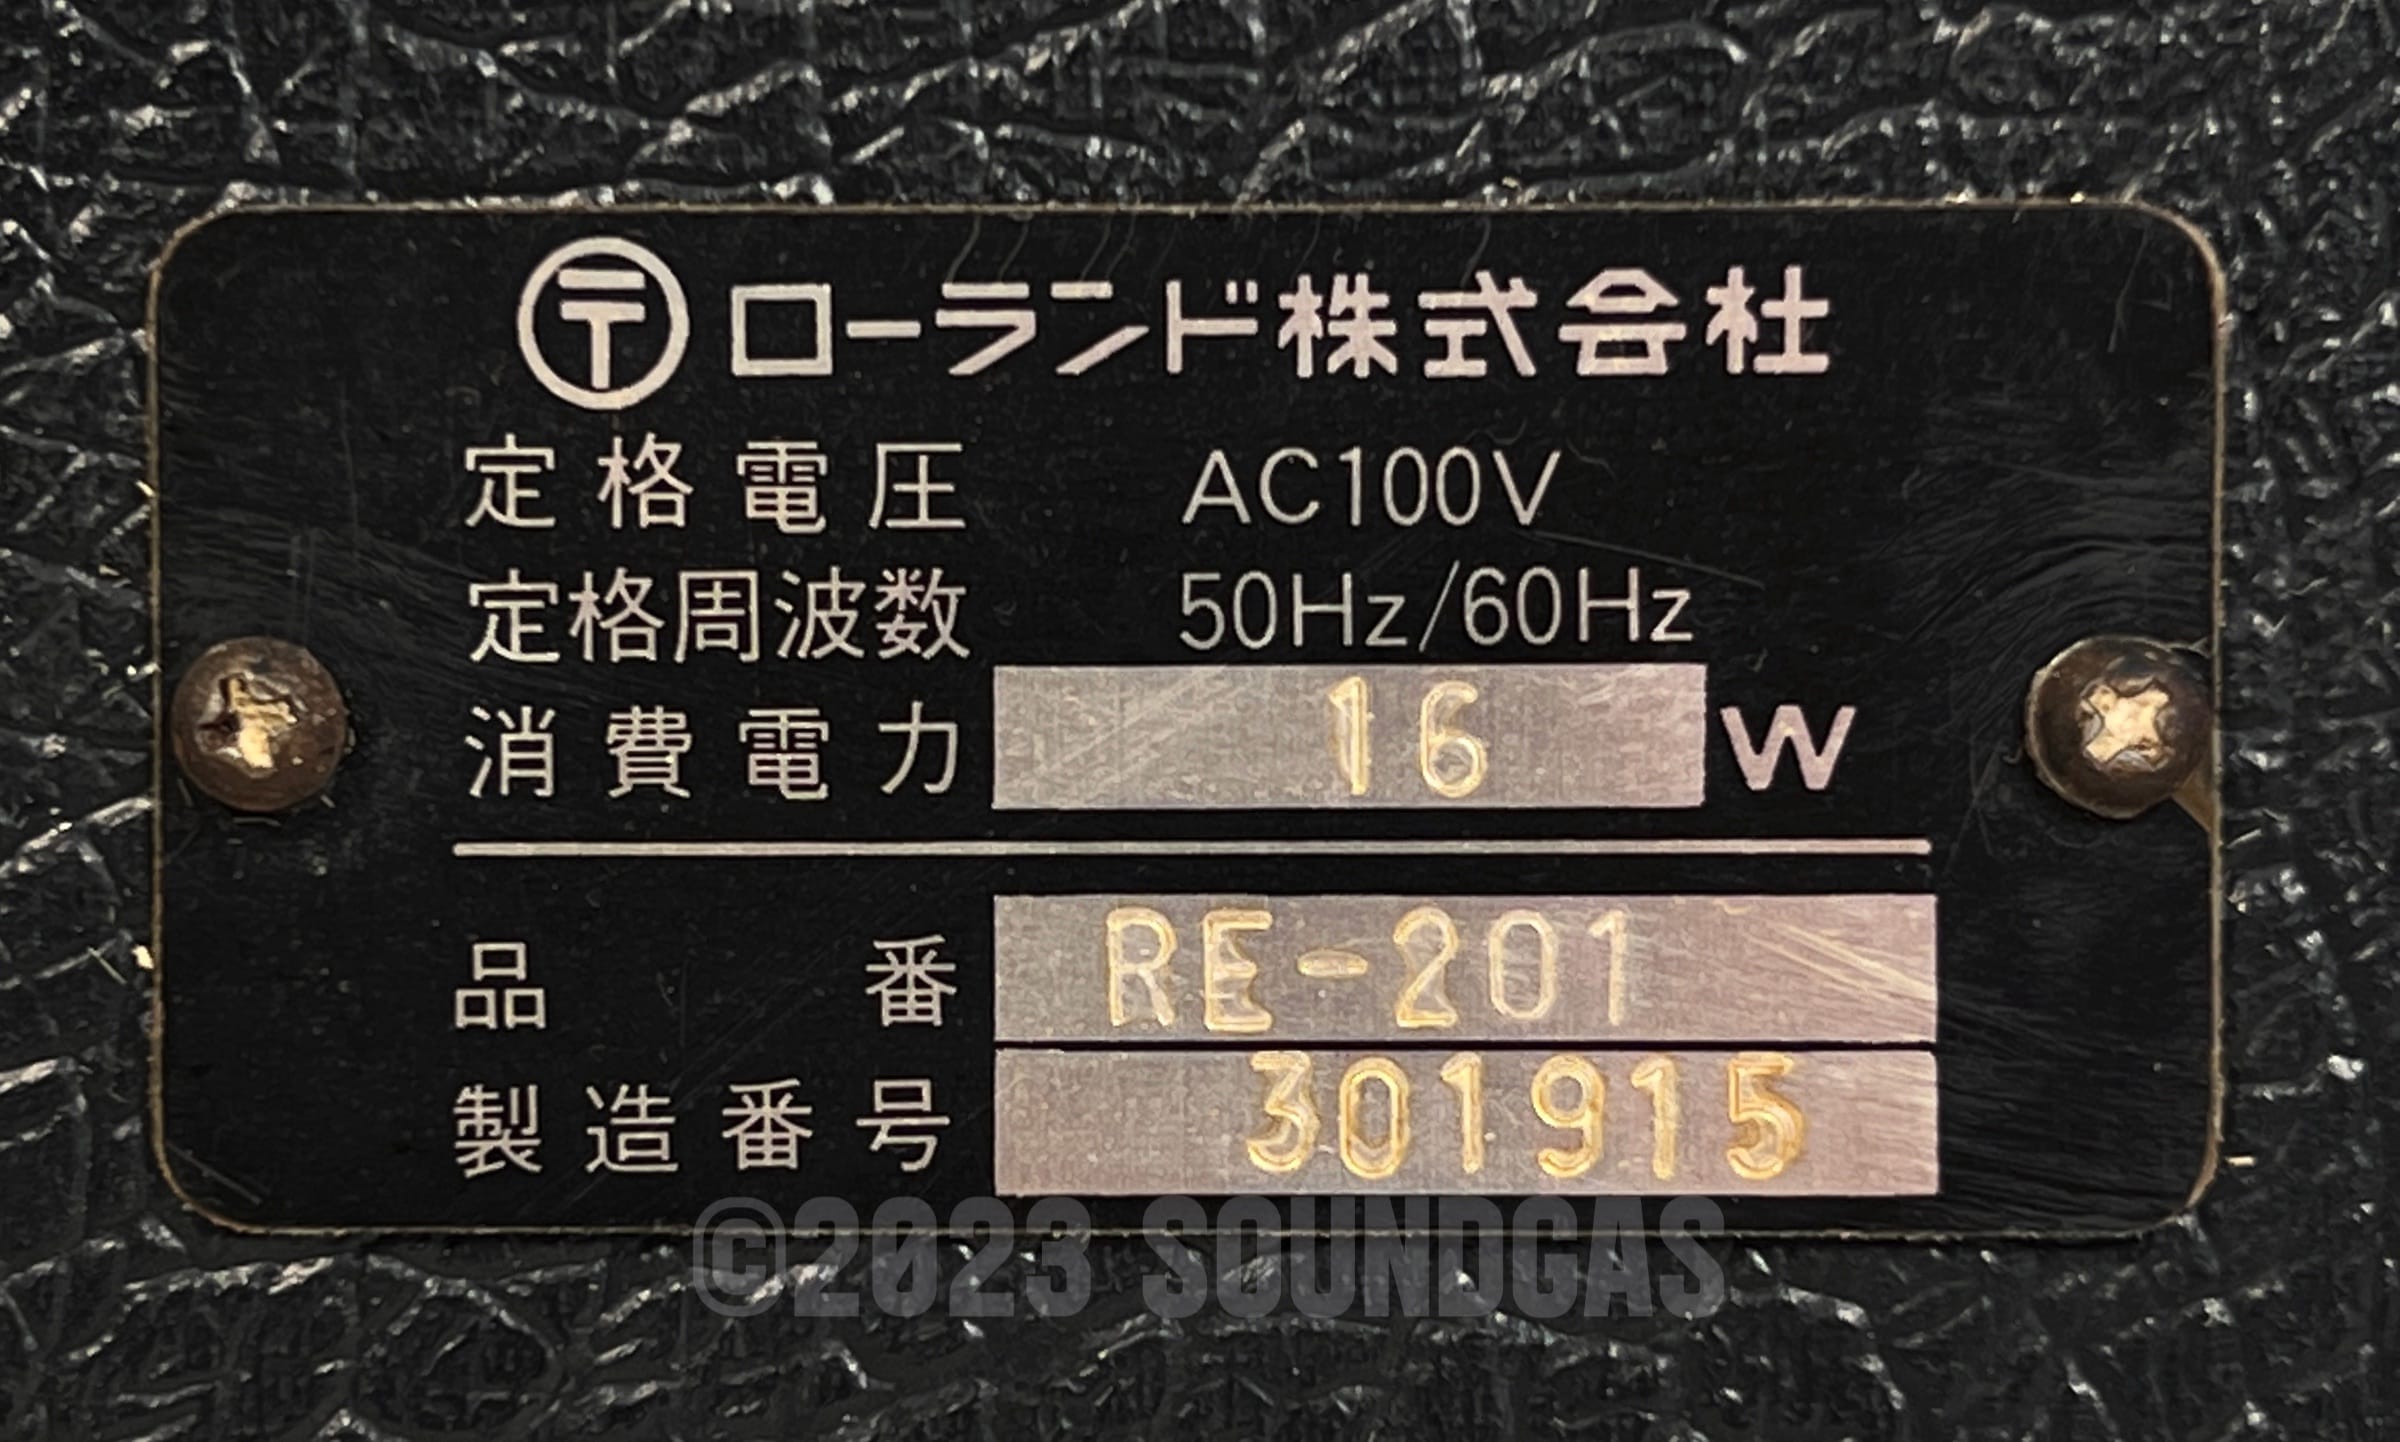 〒 ローランド株式会社
定格電圧 AC100V
定格周波数 50Hz/60Hz
消費電力 16 W
品番 RE-201
製造番号 301915
©2023 SOUNDGAS